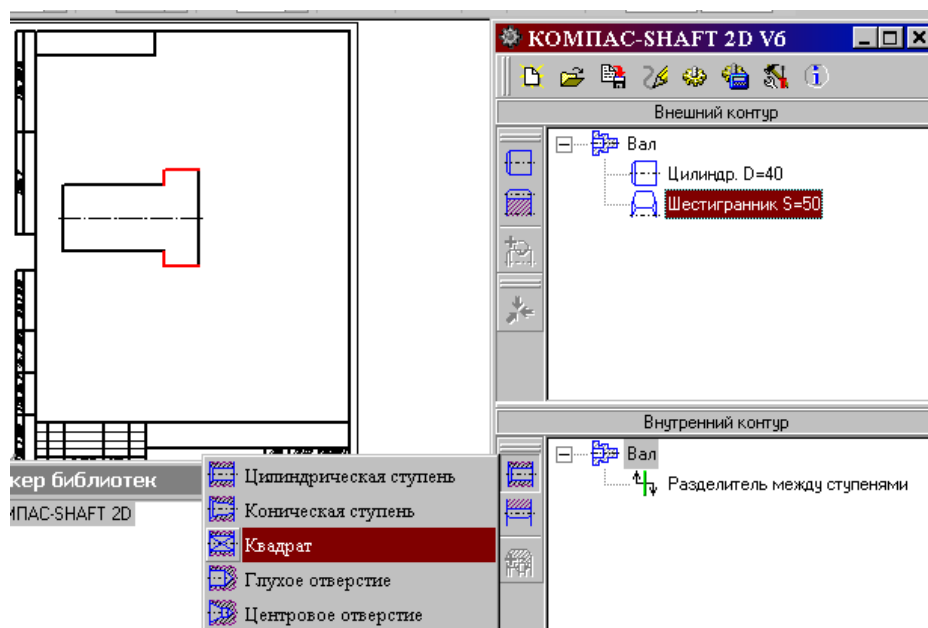 КОМПАС-SHAFT 2D V6
Внешний контур
Вал
Цилиндр. D=40
Шестигранник S=50
Внутренний контур
Вал
Разделитель между ступенями
кер библиотек
МПАС-SHAFT 2D
Цилиндрическая ступень
Коническая ступень
Квадрат
Глухое отверстие
Центровое отверстие